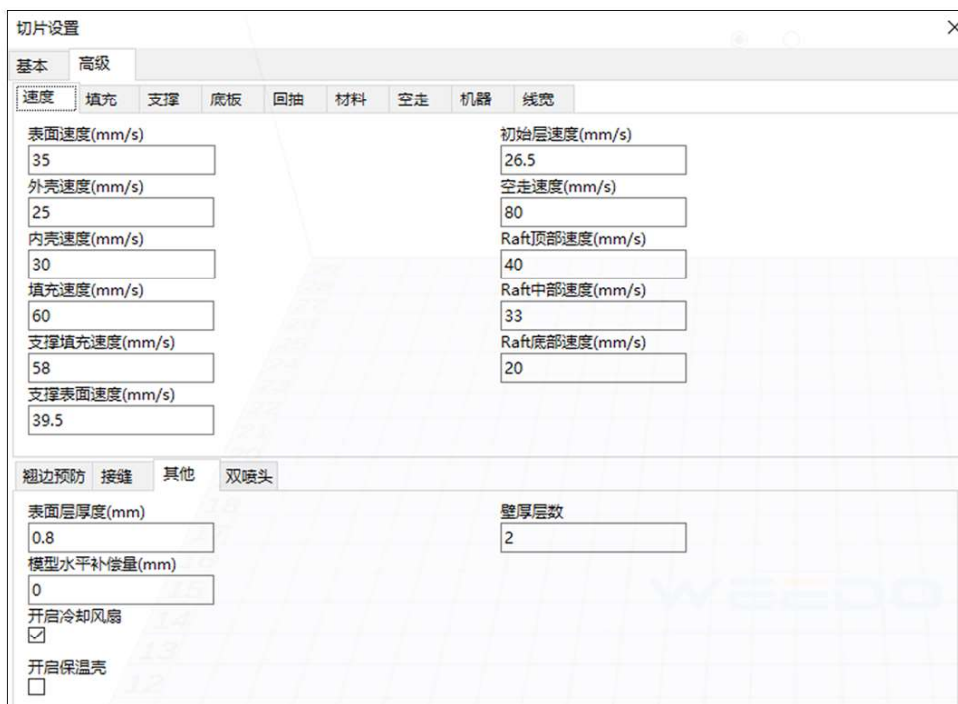 切片设置
基本 高级
速度 填充 支撑 底板 回抽 材料 空走 机器 线宽
表面速度(mm/s)
35
外壳速度(mm/s)
25
内壳速度(mm/s)
30
填充速度(mm/s)
60
支撑填充速度(mm/s)
58
支撑表面速度(mm/s)
39.5
初始层速度(mm/s)
26.5
空走速度(mm/s)
80
Raft顶部速度(mm/s)
40
Raft中部速度(mm/s)
33
Raft底部速度(mm/s)
20
翘边预防 接缝 其他 双喷头
表面层厚度(mm)
0.8
模型水平补偿量(mm)
0
开启冷却风扇
开启保温壳
壁厚层数
2
WEEDO
15
14
13
12